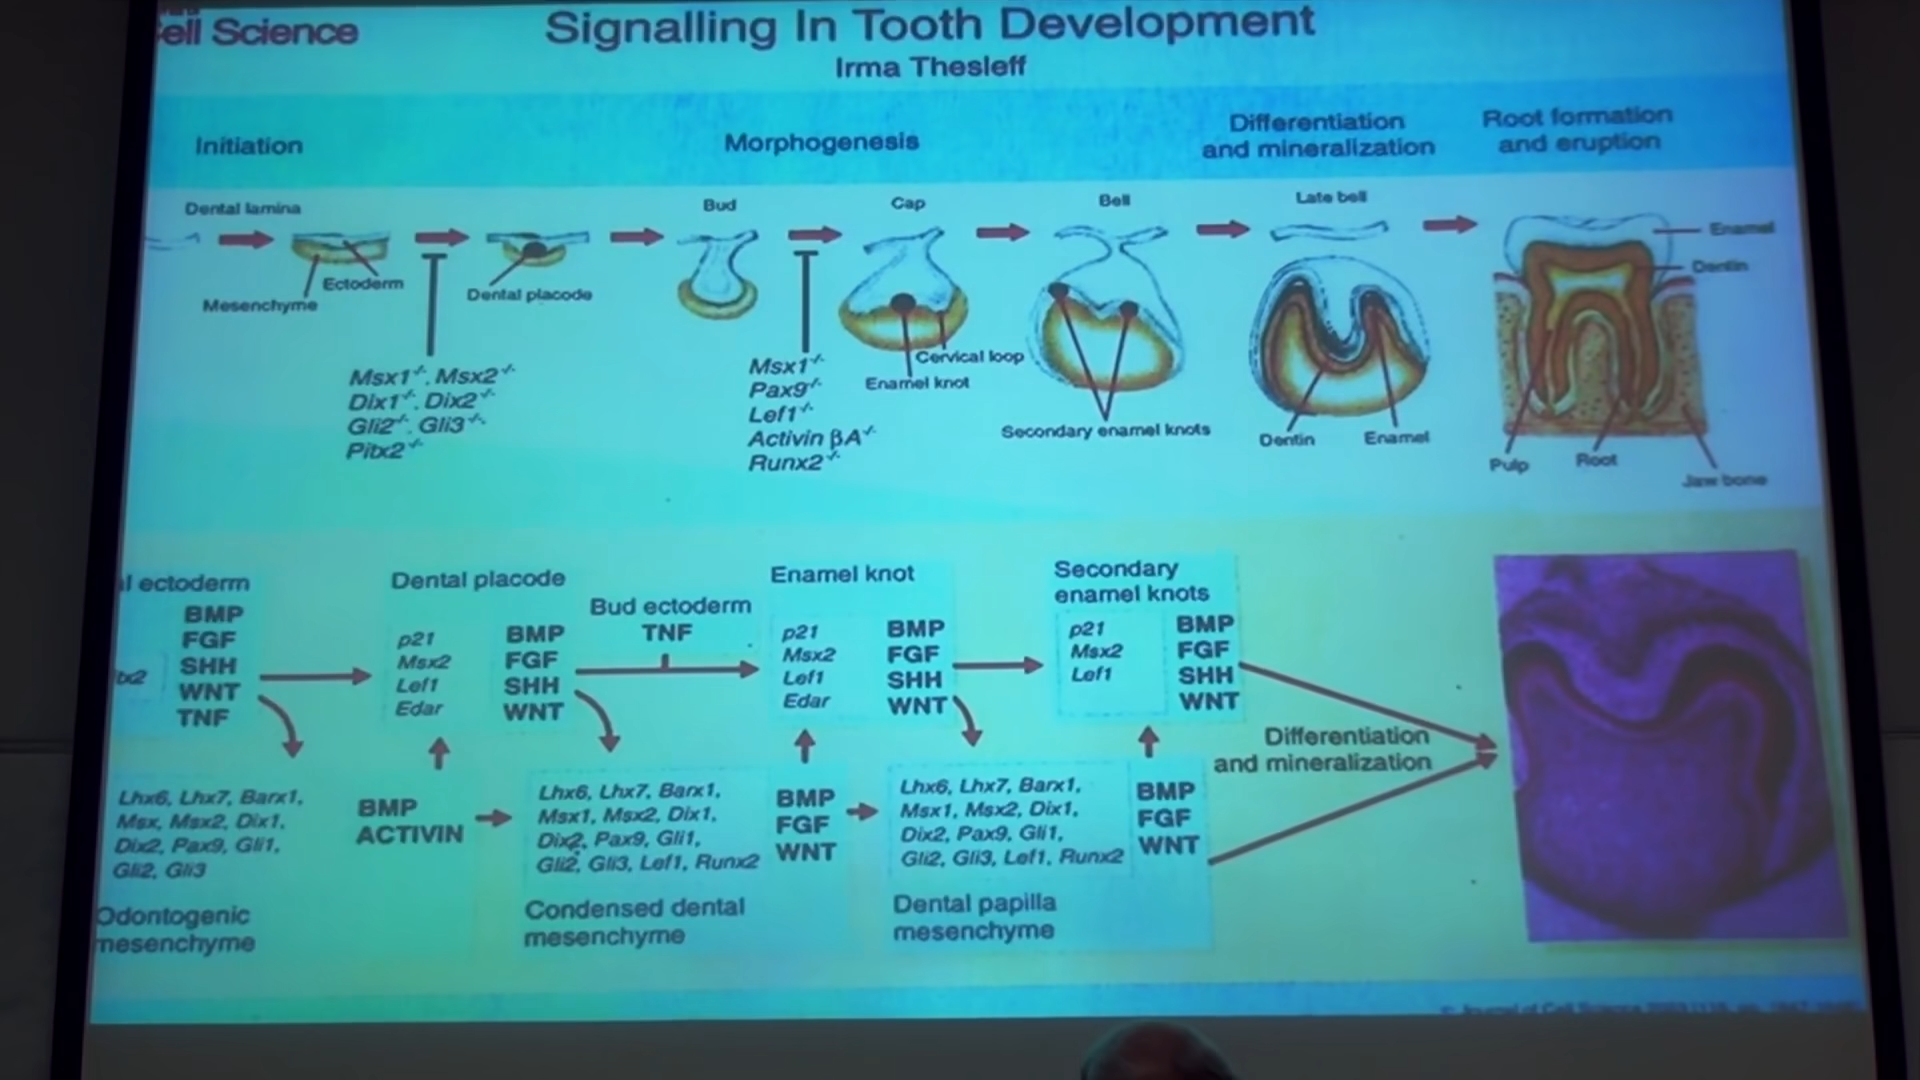 ell Science
Signalling In Tooth Development
Irma Thesleff
Initiation
Morphogenesis
Differentiation
and mineralization
Root formation
and eruption
Dental lamina
Bud
Cap
Bell
Late bell
Mesenchyme
Ectoderm
Dental placode
Enamel knot
Cervical loop
Secondary enamel knots
Dentin
Enamel
Enamel
Dentin
Pulp
Root
Jaw bone
Msx1-/-. Msx2-/-
Dlx1-/-. Dlx2-/-
Gli2-/-. Gli3-/-
Pitx2-/-
Msx1-/-
Pax9-/-
Lef1-/-
Activin βA-/-
Runx2-/-
l ectoderm
BMP
FGF
SHH
WNT
TNF
tx2
Dental placode
p21
Msx2
Lef1
Edar
BMP
FGF
SHH
WNT
Bud ectoderm
TNF
Enamel knot
p21
Msx2
Lef1
Edar
BMP
FGF
SHH
WNT
Secondary
enamel knots
p21
Msx2
Lef1
BMP
FGF
SHH
WNT
Differentiation
and mineralization
Lhx6, Lhx7, Barx1,
Msx, Msx2, Dlx1,
Dlx2, Pax9, Gli1,
Gli2, Gli3
Odontogenic
mesenchyme
BMP
ACTIVIN
Lhx6, Lhx7, Barx1,
Msx1, Msx2, Dlx1,
Dlx2, Pax9, Gli1,
Gli2, Gli3, Lef1, Runx2
Condensed dental
mesenchyme
BMP
FGF
WNT
Lhx6, Lhx7, Barx1,
Msx1, Msx2, Dlx1,
Dlx2, Pax9, Gli1,
Gli2, Gli3, Lef1, Runx2
Dental papilla
mesenchyme
BMP
FGF
WNT
© Journal of Cell Science